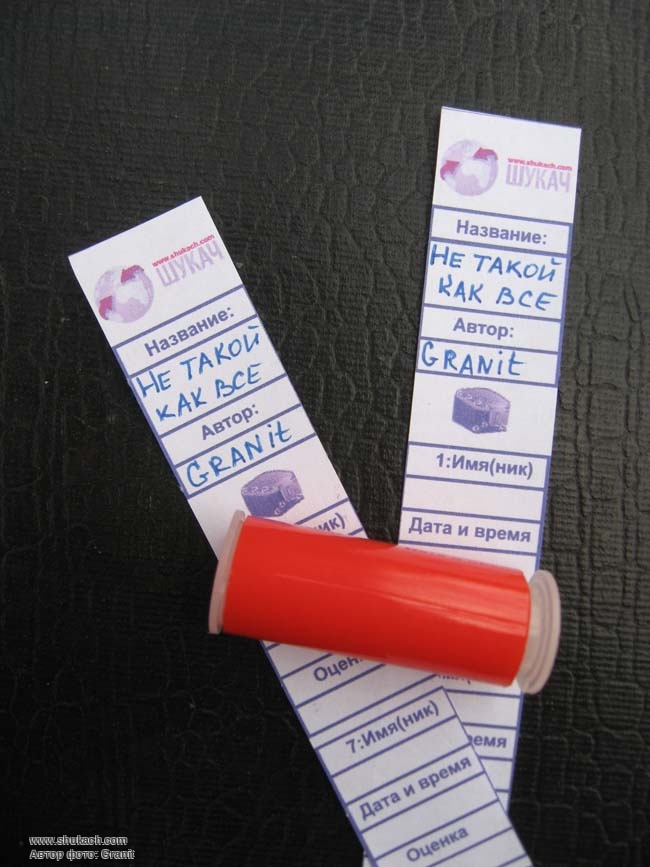 www.shukach.com
ШУКАЧ
Название:
НЕ ТАКОЙ
КАК ВСЕ
Автор:
GRANit
ник)
Оценка
7:Имя(ник)
Дата и время
Оценка
www.shukach.com
ШУКАЧ
Название:
НЕ ТАКОЙ
КАК ВСЕ
Автор:
GRANit
1:Имя(ник)
Дата и время
емя
www.shukach.com
Автор фото: Granit